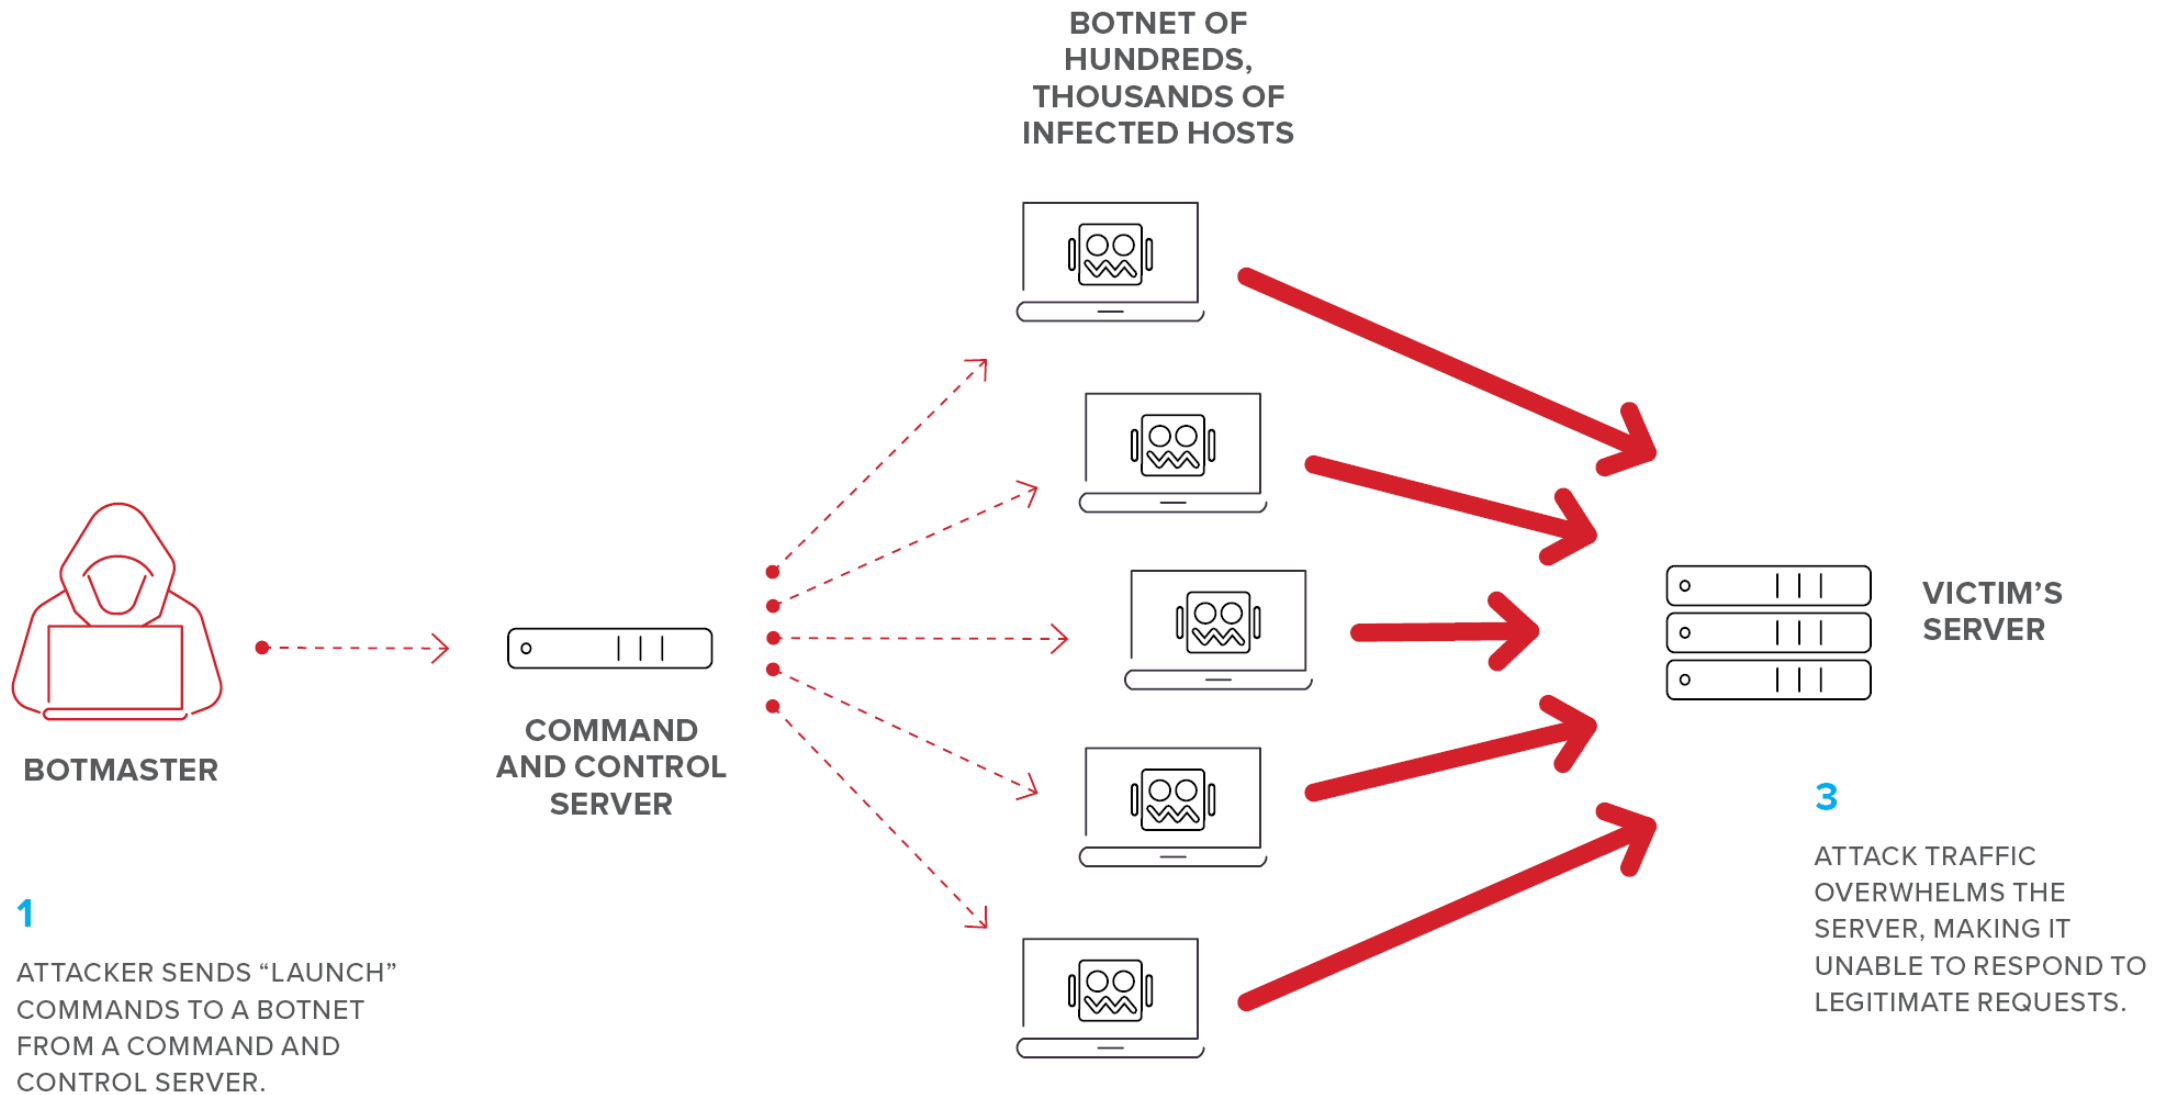 BOTNET OF
HUNDREDS,
THOUSANDS OF
INFECTED HOSTS
BOTMASTER
COMMAND
AND CONTROL
SERVER
VICTIM’S
SERVER
1
ATTACKER SENDS “LAUNCH”
COMMANDS TO A BOTNET
FROM A COMMAND AND
CONTROL SERVER.
3
ATTACK TRAFFIC
OVERWHELMS THE
SERVER, MAKING IT
UNABLE TO RESPOND TO
LEGITIMATE REQUESTS.